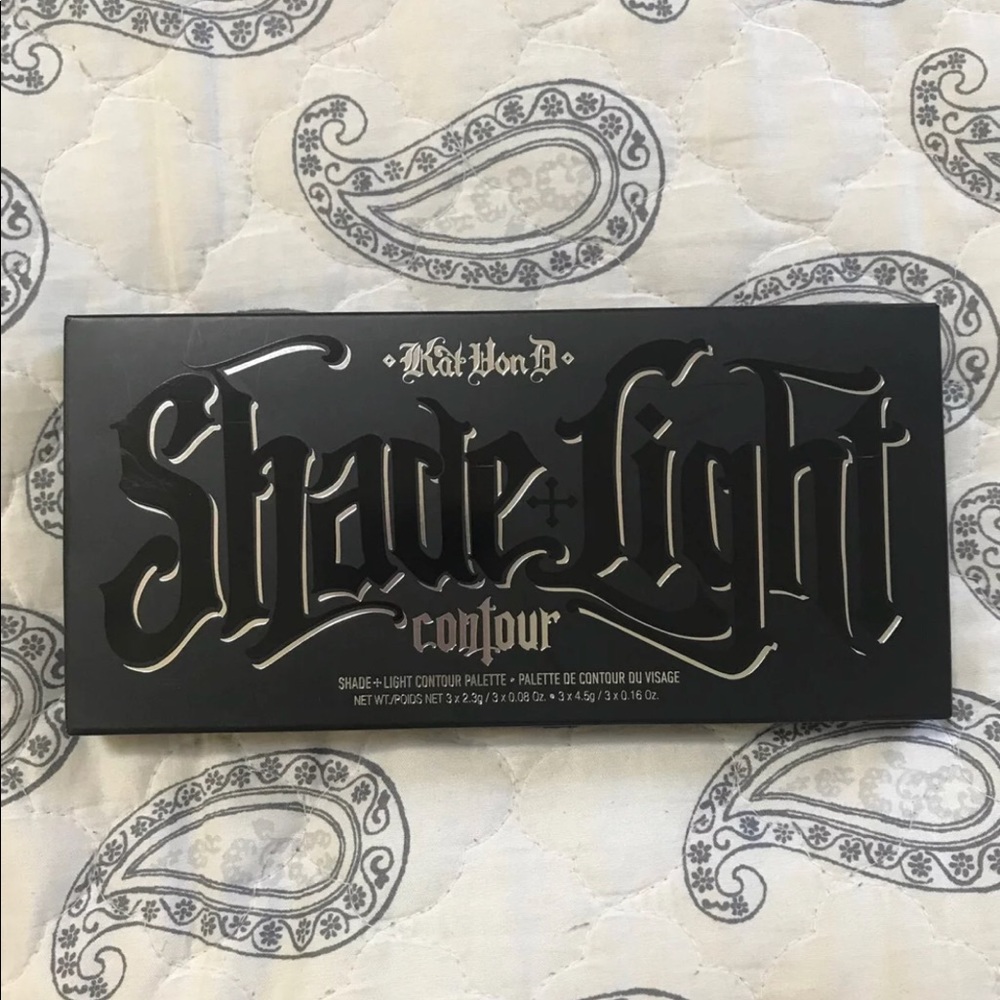 Kat Von D
Shade + Light
contour
SHADE + LIGHT CONTOUR PALETTE • PALETTE DE CONTOUR DU VISAGE
NET WT./POIDS NET 3 x 2.3g / 3 x 0.08 Oz. • 3 x 4.5g / 3 x 0.16 Oz.